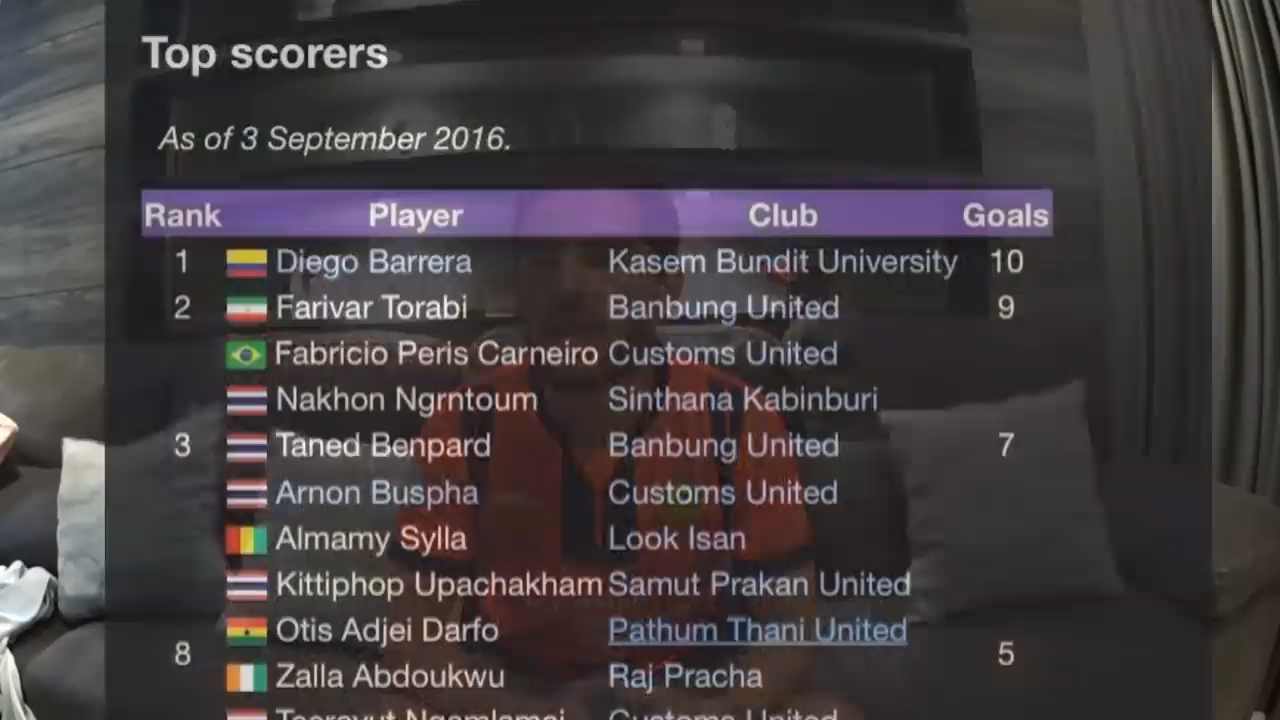 Top scorers
As of 3 September 2016.
Rank Player Club Goals
1 Diego Barrera Kasem Bundit University 10
2 Farivar Torabi Banbung United 9
Fabricio Peris Carneiro Customs United
Nakhon Ngrntoum Sinthana Kabinburi
3 Taned Benpard Banbung United 7
Arnon Buspha Customs United
Almamy Sylla Look Isan
Kittiphop Upachakham Samut Prakan United
Otis Adjei Darfo Pathum Thani United
8 5
Zalla Abdoukwu Raj Pracha
Customs United